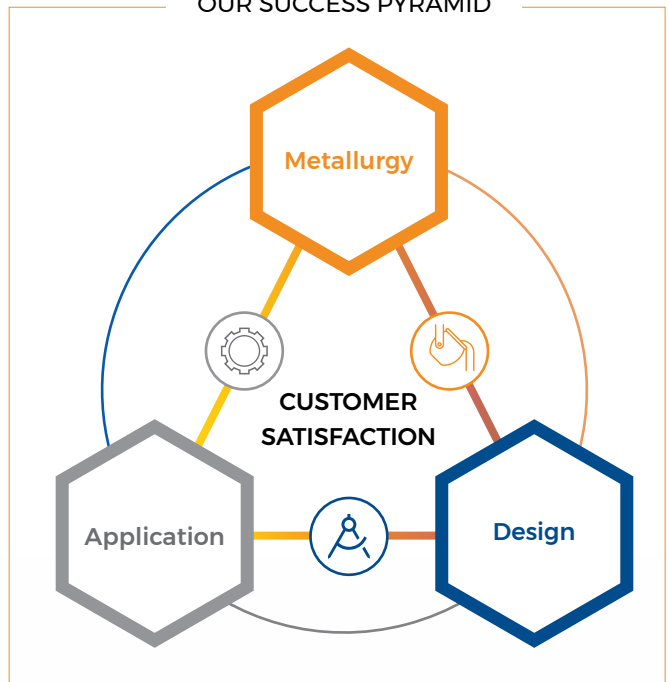 OUR SUCCESS PYRAMID
Metallurgy
CUSTOMER
SATISFACTION
Application
Design